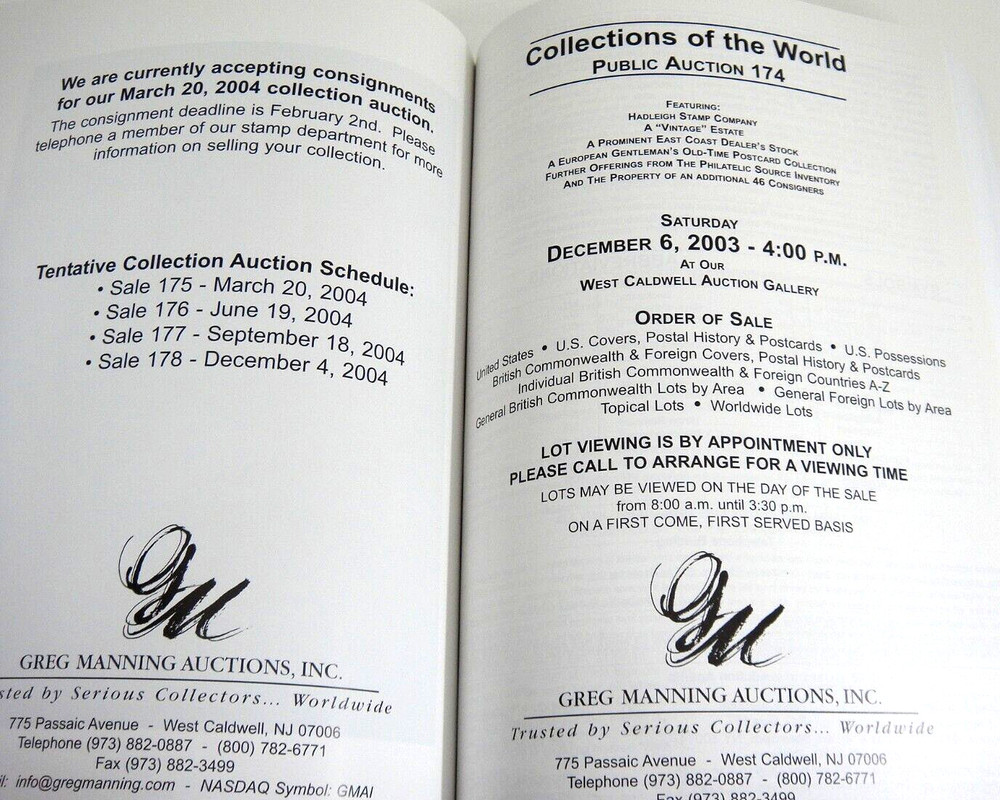 We are currently accepting consignments
for our March 20, 2004 collection auction.
The consignment deadline is February 2nd. Please
telephone a member of our stamp department for more
information on selling your collection.
Tentative Collection Auction Schedule:
• Sale 175 - March 20, 2004
• Sale 176 - June 19, 2004
• Sale 177 - September 18, 2004
• Sale 178 - December 4, 2004
GM
GREG MANNING AUCTIONS, INC.
sted by Serious Collectors... Worldwide
775 Passaic Avenue - West Caldwell, NJ 07006
Telephone (973) 882-0887 - (800) 782-6771
Fax (973) 882-3499
il: info@gregmanning.com - NASDAQ Symbol: GMAI
Collections of the World
PUBLIC AUCTION 174
FEATURING:
HADLEIGH STAMP COMPANY
A "VINTAGE" ESTATE
A PROMINENT EAST COAST DEALER'S STOCK
A EUROPEAN GENTLEMAN'S OLD-TIME POSTCARD COLLECTION
FURTHER OFFERINGS FROM THE PHILATELIC SOURCE INVENTORY
AND THE PROPERTY OF AN ADDITIONAL 46 CONSIGNERS
SATURDAY
DECEMBER 6, 2003 - 4:00 P.M.
AT OUR
WEST CALDWELL AUCTION GALLERY
ORDER OF SALE
United States • U.S. Covers, Postal History & Postcards • U.S. Possessions
British Commonwealth & Foreign Covers, Postal History & Postcards
Individual British Commonwealth & Foreign Countries A-Z
General British Commonwealth Lots by Area • General Foreign Lots by Area
Topical Lots • Worldwide Lots
LOT VIEWING IS BY APPOINTMENT ONLY
PLEASE CALL TO ARRANGE FOR A VIEWING TIME
LOTS MAY BE VIEWED ON THE DAY OF THE SALE
from 8:00 a.m. until 3:30 p.m.
ON A FIRST COME, FIRST SERVED BASIS
GM
GREG MANNING AUCTIONS, INC.
Trusted by Serious Collectors... Worldwide
775 Passaic Avenue - West Caldwell, NJ 07006
Telephone (973) 882-0887 - (800) 782-6771
Fax (973) 882-3499